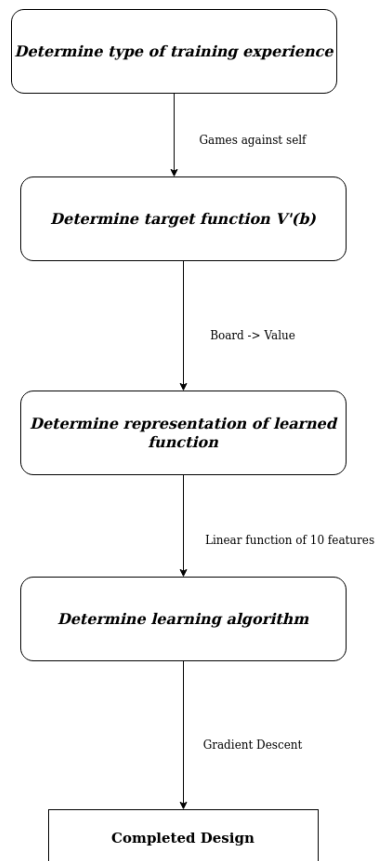 Determine type of training experience
Games against self
Determine target function V'(b)
Board -> Value
Determine representation of learned
function
Linear function of 10 features
Determine learning algorithm
Gradient Descent
Completed Design